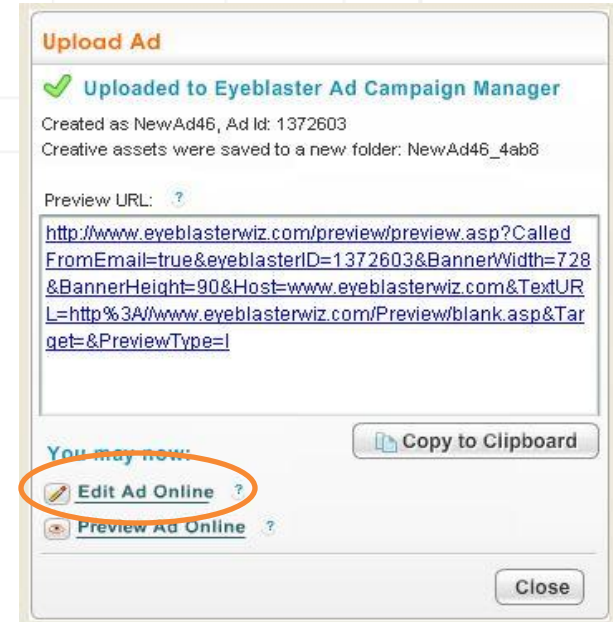 Upload Ad
Uploaded to Eyeblaster Ad Campaign Manager
Created as NewAd46, Ad Id: 1372603
Creative assets were saved to a new folder: NewAd46_4ab8
Preview URL: ?
http://www.eyeblasterwiz.com/preview/preview.asp?Called
FromEmail=true&eyeblasterID=1372603&BannerWidth=728
&BannerHeight=90&Host=www.eyeblasterwiz.com&TextUR
L=http%3A//www.eyeblasterwiz.com/Preview/blank.asp&Tar
get=&PreviewType=I
Copy to Clipboard
You may now:
Edit Ad Online ?
Preview Ad Online ?
Close